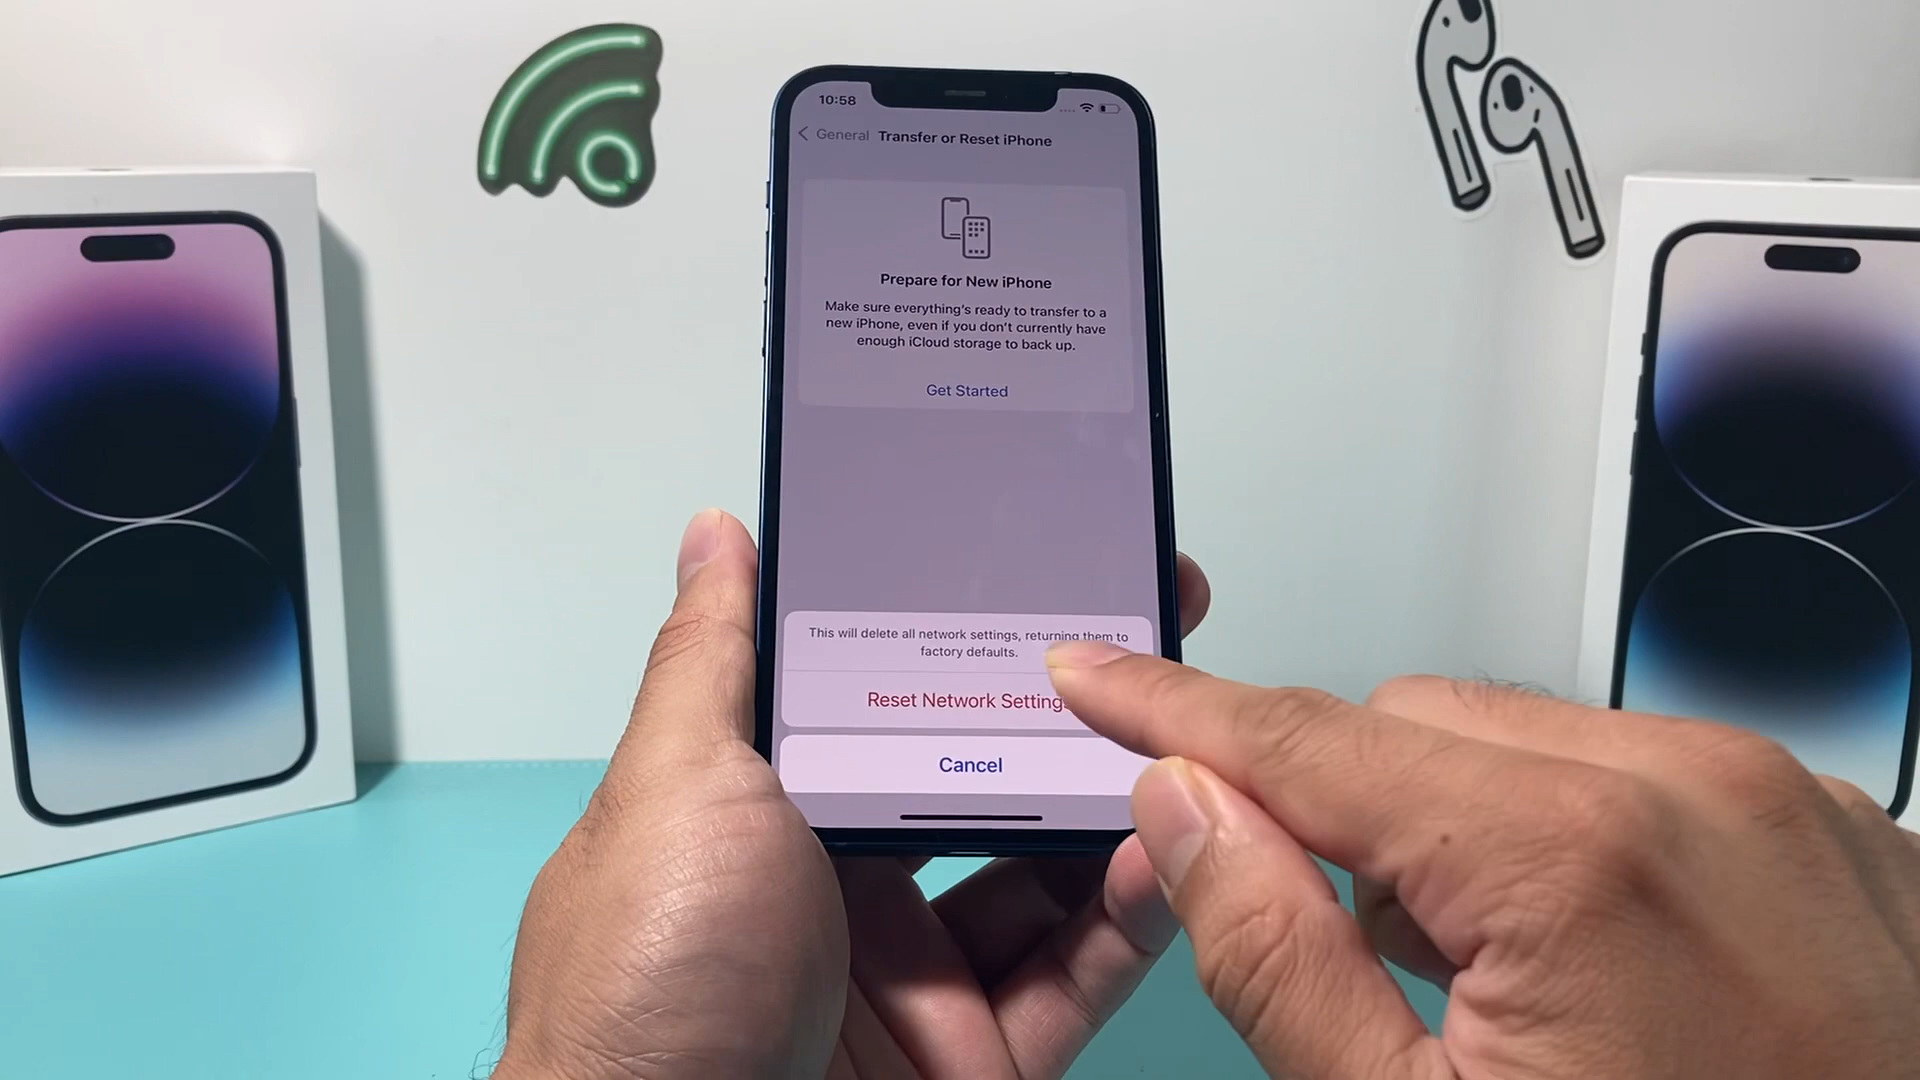 10:58
General Transfer or Reset iPhone
Prepare for New iPhone
Make sure everything's ready to transfer to a
new iPhone, even if you don't currently have
enough iCloud storage to back up.
Get Started
This will delete all network settings, returning them to
factory defaults.
Reset Network Settings
Cancel